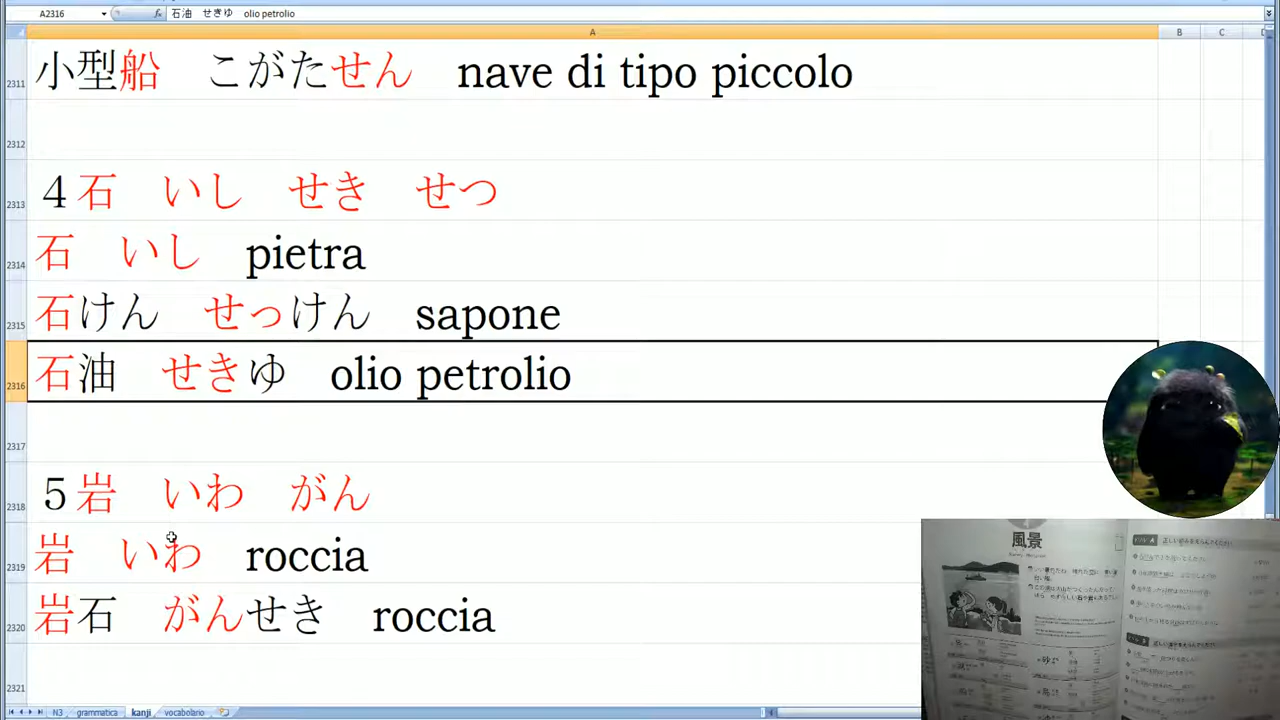 A2316 fx 石油　せきゆ　olio petrolio
A B C D
2311 小型船　こがたせん　nave di tipo piccolo
2312
2313 ４石　いし　せき　せつ
2314 石　いし　pietra
2315 石けん　せっけん　sapone
2316 石油　せきゆ　olio petrolio
2317
2318 ５岩　いわ　がん
2319 岩　いわ　roccia
2320 岩石　がんせき　roccia
2321
風景
N3 grammatica kanji vocabolario